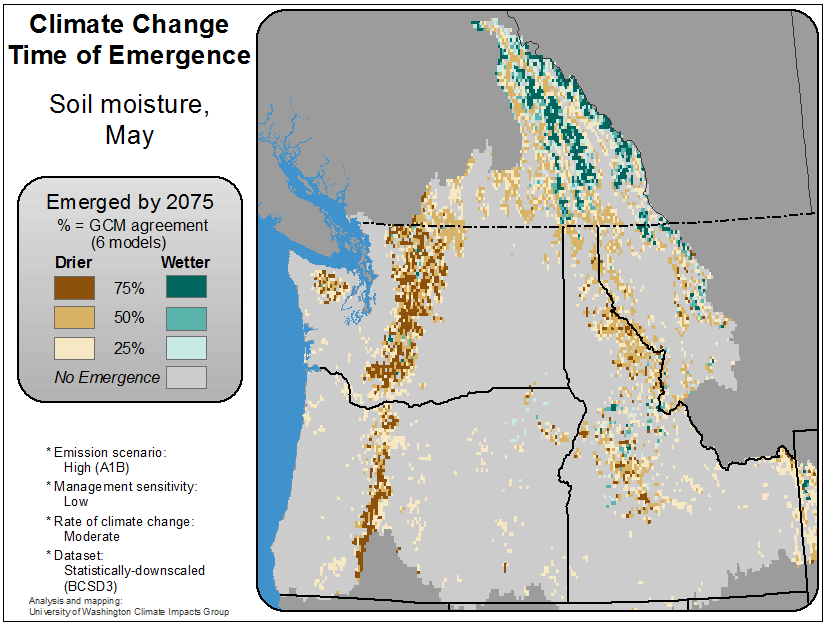 Climate Change
Time of Emergence
Soil moisture,
May
Emerged by 2075
% = GCM agreement
(6 models)
Drier Wetter
75%
50%
25%
No Emergence
* Emission scenario:
High (A1B)
* Management sensitivity:
Low
* Rate of climate change:
Moderate
* Dataset:
Statistically-downscaled
(BCSD3)
Analysis and mapping:
University of Washington Climate Impacts Group